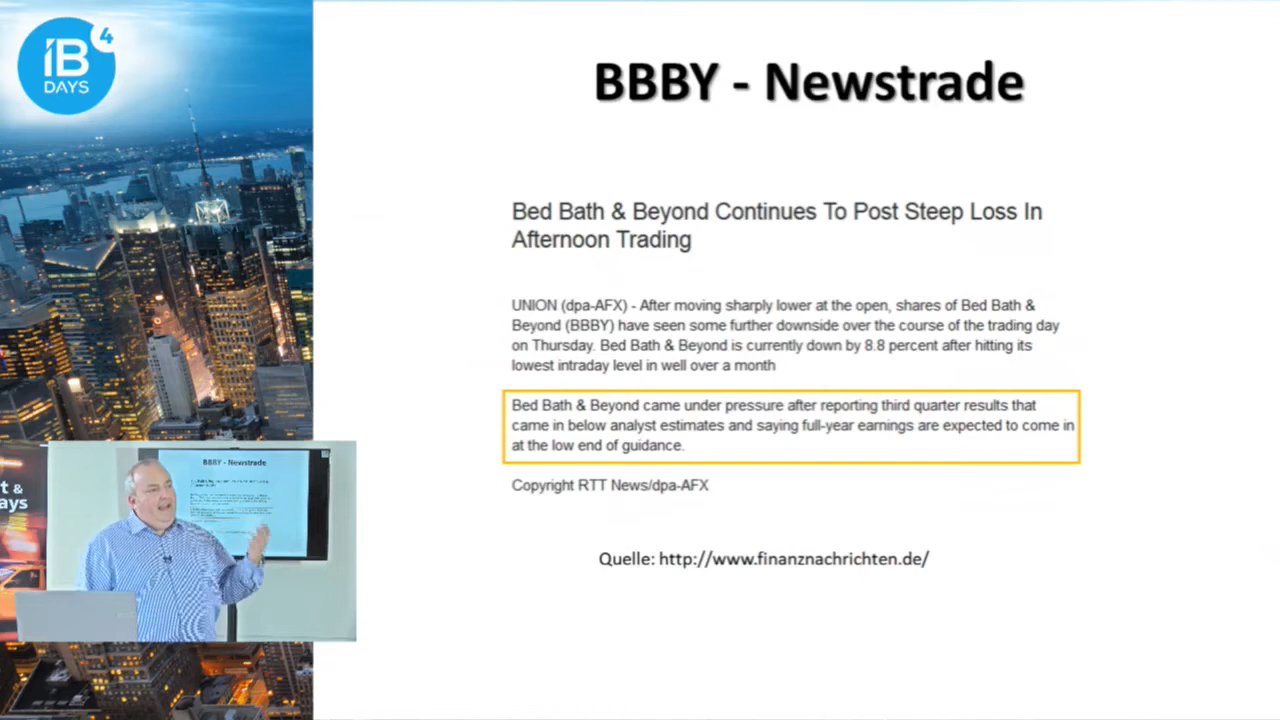 4
iB
DAYS
BBBY - Newstrade
Bed Bath & Beyond Continues To Post Steep Loss In
Afternoon Trading
UNION (dpa-AFX) - After moving sharply lower at the open, shares of Bed Bath &
Beyond (BBBY) have seen some further downside over the course of the trading day
on Thursday. Bed Bath & Beyond is currently down by 8.8 percent after hitting its
lowest intraday level in well over a month
Bed Bath & Beyond came under pressure after reporting third quarter results that
came in below analyst estimates and saying full-year earnings are expected to come in
at the low end of guidance.
Copyright RTT News/dpa-AFX
Quelle: http://www.finanznachrichten.de/
BBBY - Newstrade
t &
ays